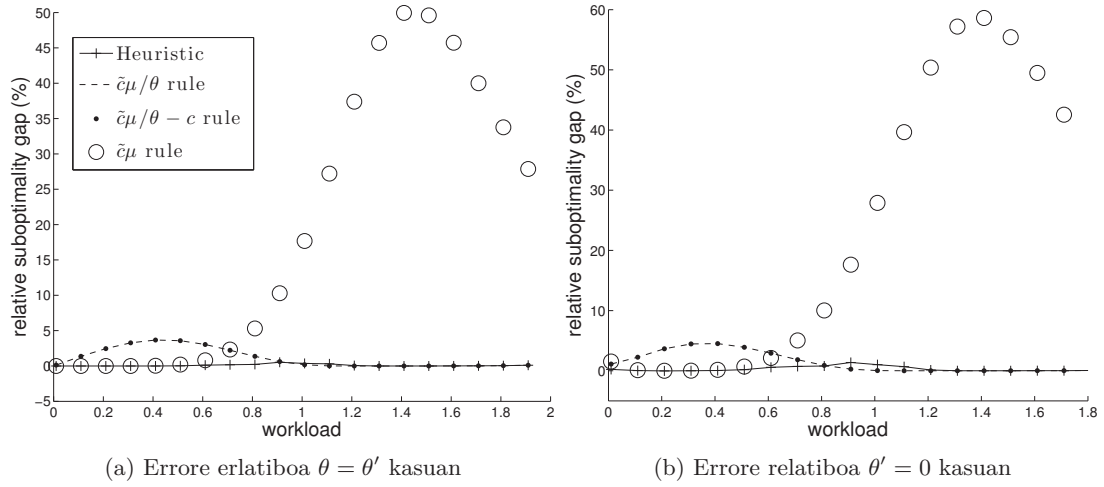 50
45
40
35
30
25
20
15
10
5
0
−5
relative suboptimality gap (%)
Heuristic
c̃μ/θ rule
c̃μ/θ − c rule
c̃μ rule
0 0.2 0.4 0.6 0.8 1 1.2 1.4 1.6 1.8 2
workload
(a) Errore erlatiboa θ = θ′ kasuan
60
50
40
30
20
10
0
relative suboptimality gap (%)
0 0.2 0.4 0.6 0.8 1 1.2 1.4 1.6 1.8
workload
(b) Errore relatiboa θ′ = 0 kasuan